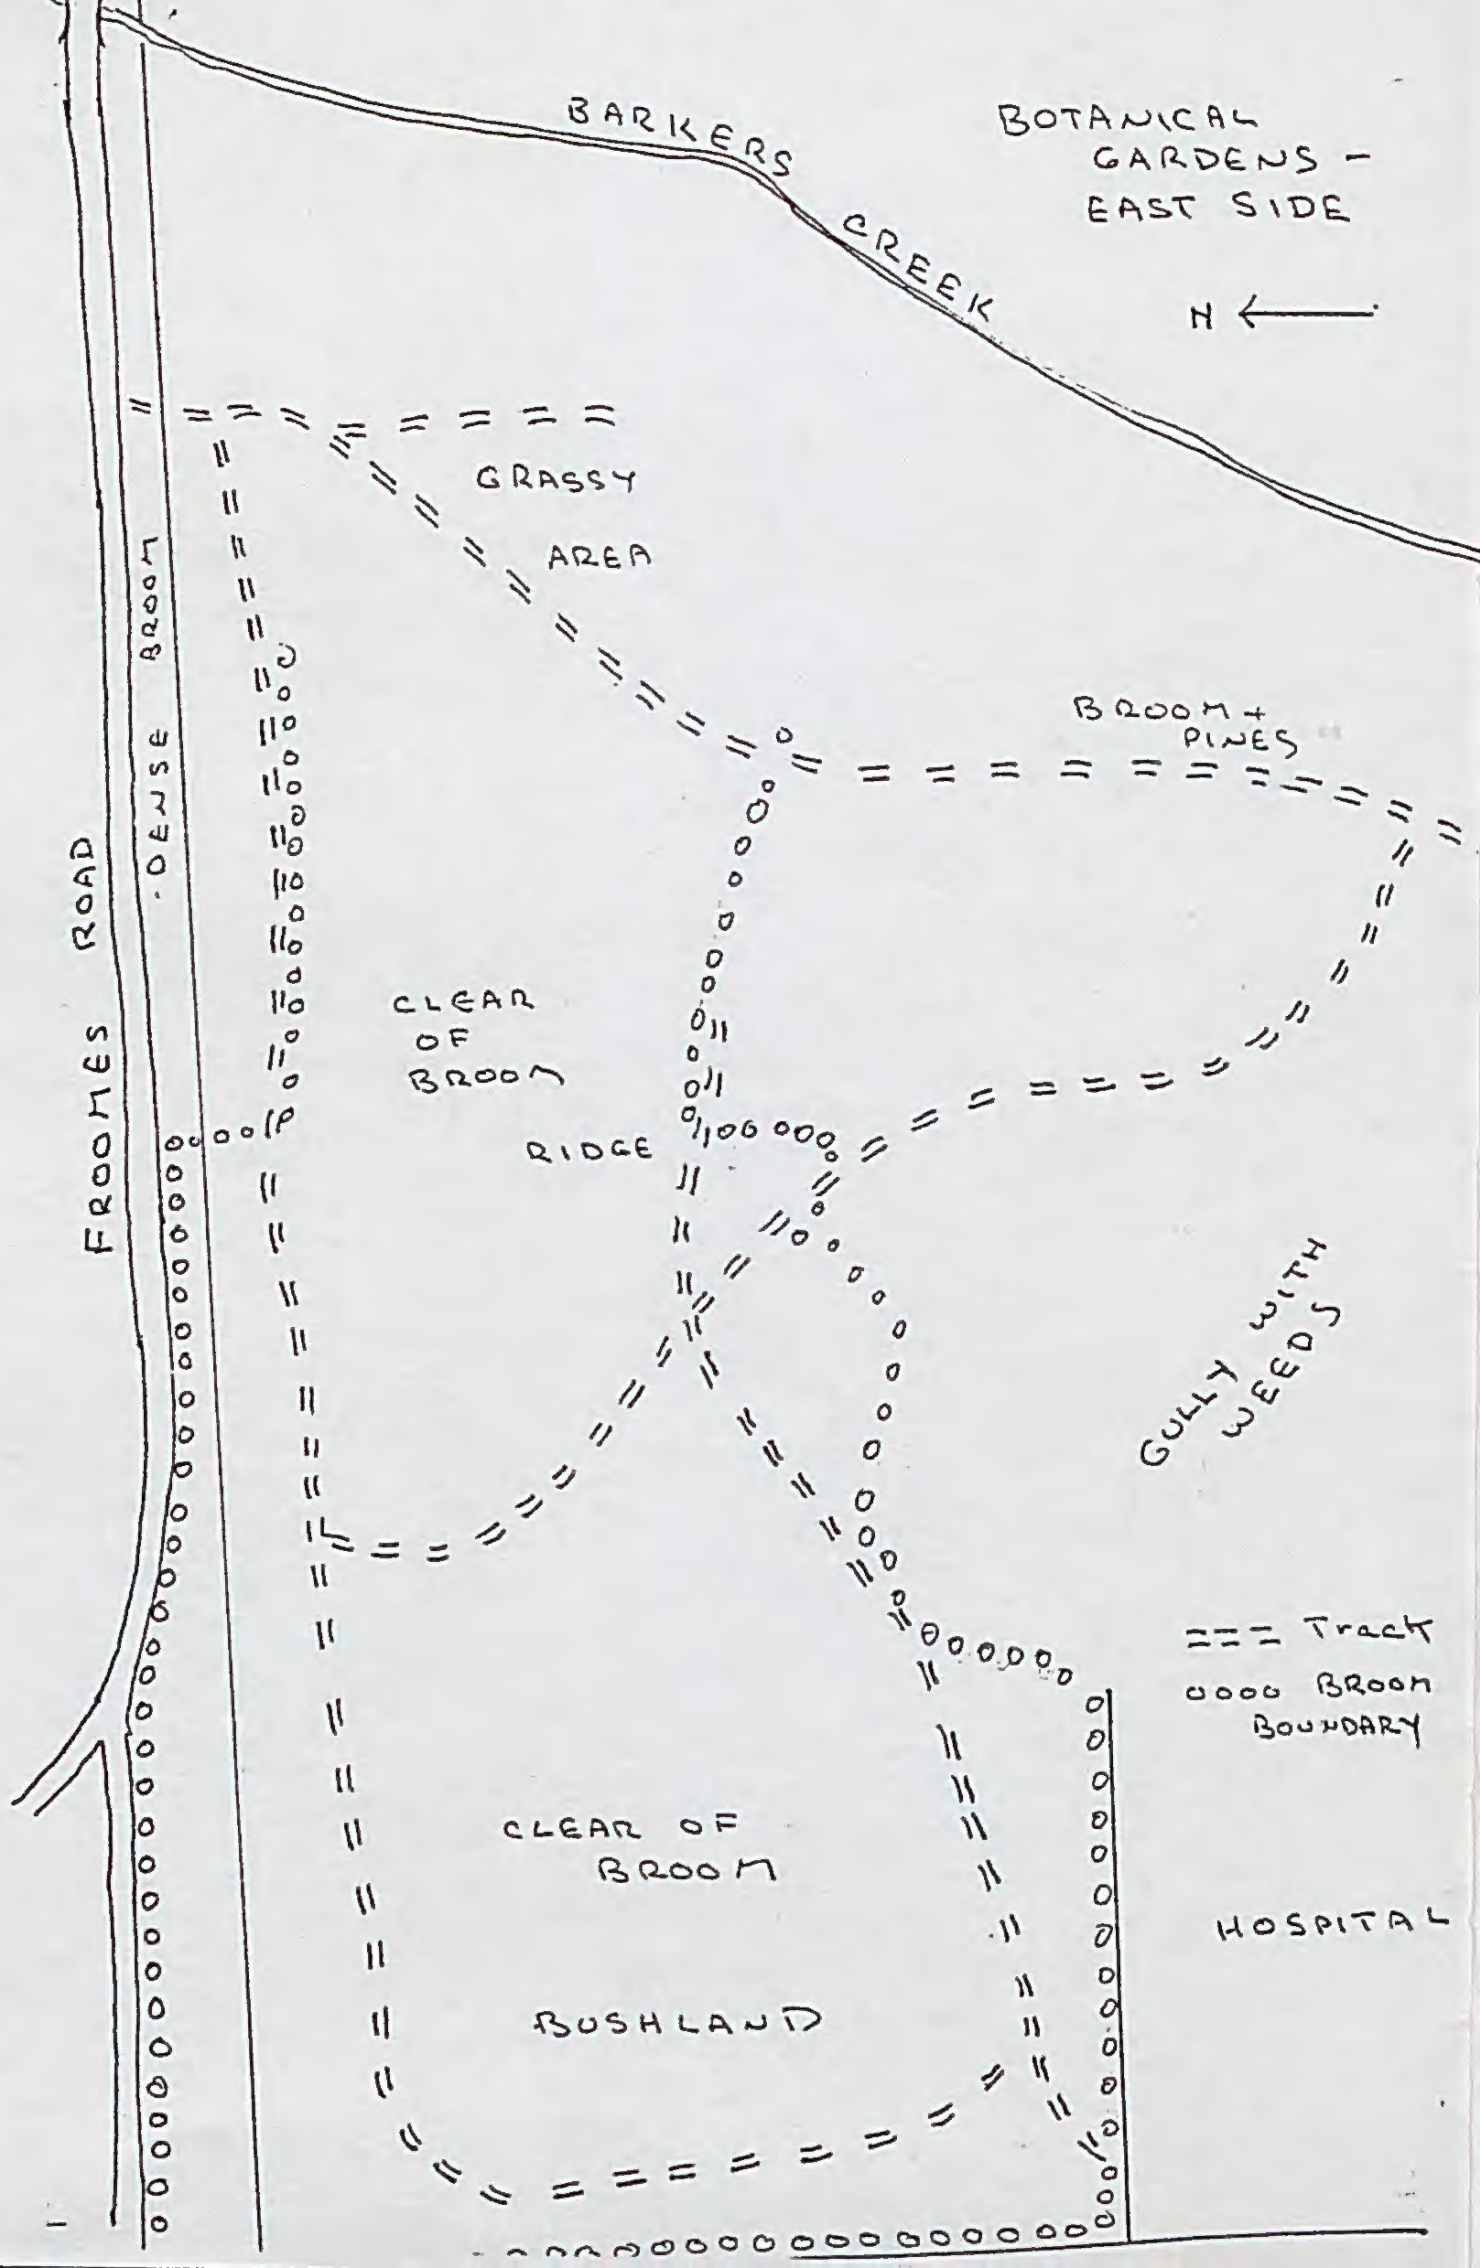 BARKERS
CREEK
BOTANICAL
GARDENS -
EAST SIDE
N
GRASSY
AREA
DENSE BROOM
BROOM +
PINES
FROOMES ROAD
CLEAR
OF
BROOM
RIDGE
GULLY WITH
WEEDS
=== Track
0000 BROOM
BOUNDARY
CLEAR OF
BROOM
HOSPITAL
BUSHLAND